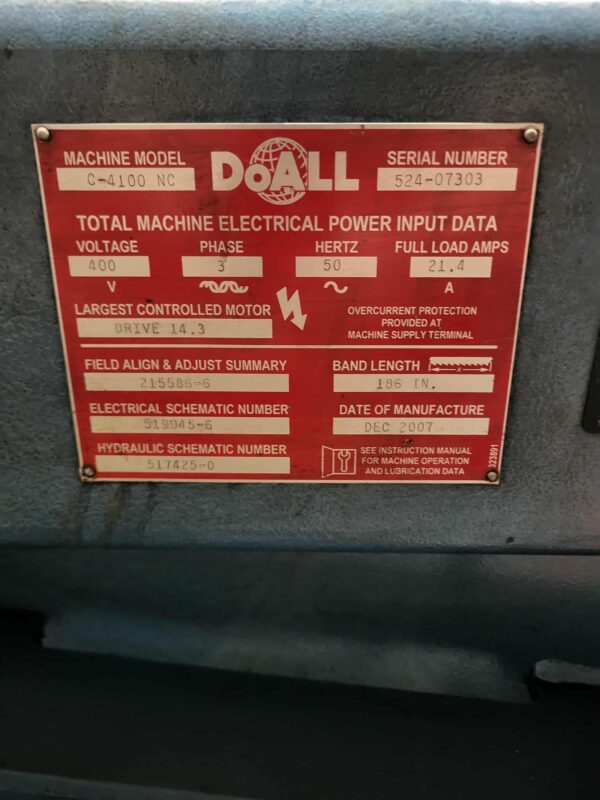 MACHINE MODEL
C-4100 NC
DOALL
SERIAL NUMBER
524-07303
TOTAL MACHINE ELECTRICAL POWER INPUT DATA
VOLTAGE PHASE HERTZ FULL LOAD AMPS
400 3 50 21.4
V A
LARGEST CONTROLLED MOTOR
DRIVE 14.3
OVERCURRENT PROTECTION
PROVIDED AT
MACHINE SUPPLY TERMINAL
FIELD ALIGN & ADJUST SUMMARY
215586-6
BAND LENGTH
186 IN.
ELECTRICAL SCHEMATIC NUMBER
519945-6
DATE OF MANUFACTURE
DEC 2007
HYDRAULIC SCHEMATIC NUMBER
517425-0
SEE INSTRUCTION MANUAL
FOR MACHINE OPERATION
AND LUBRICATION DATA
323891